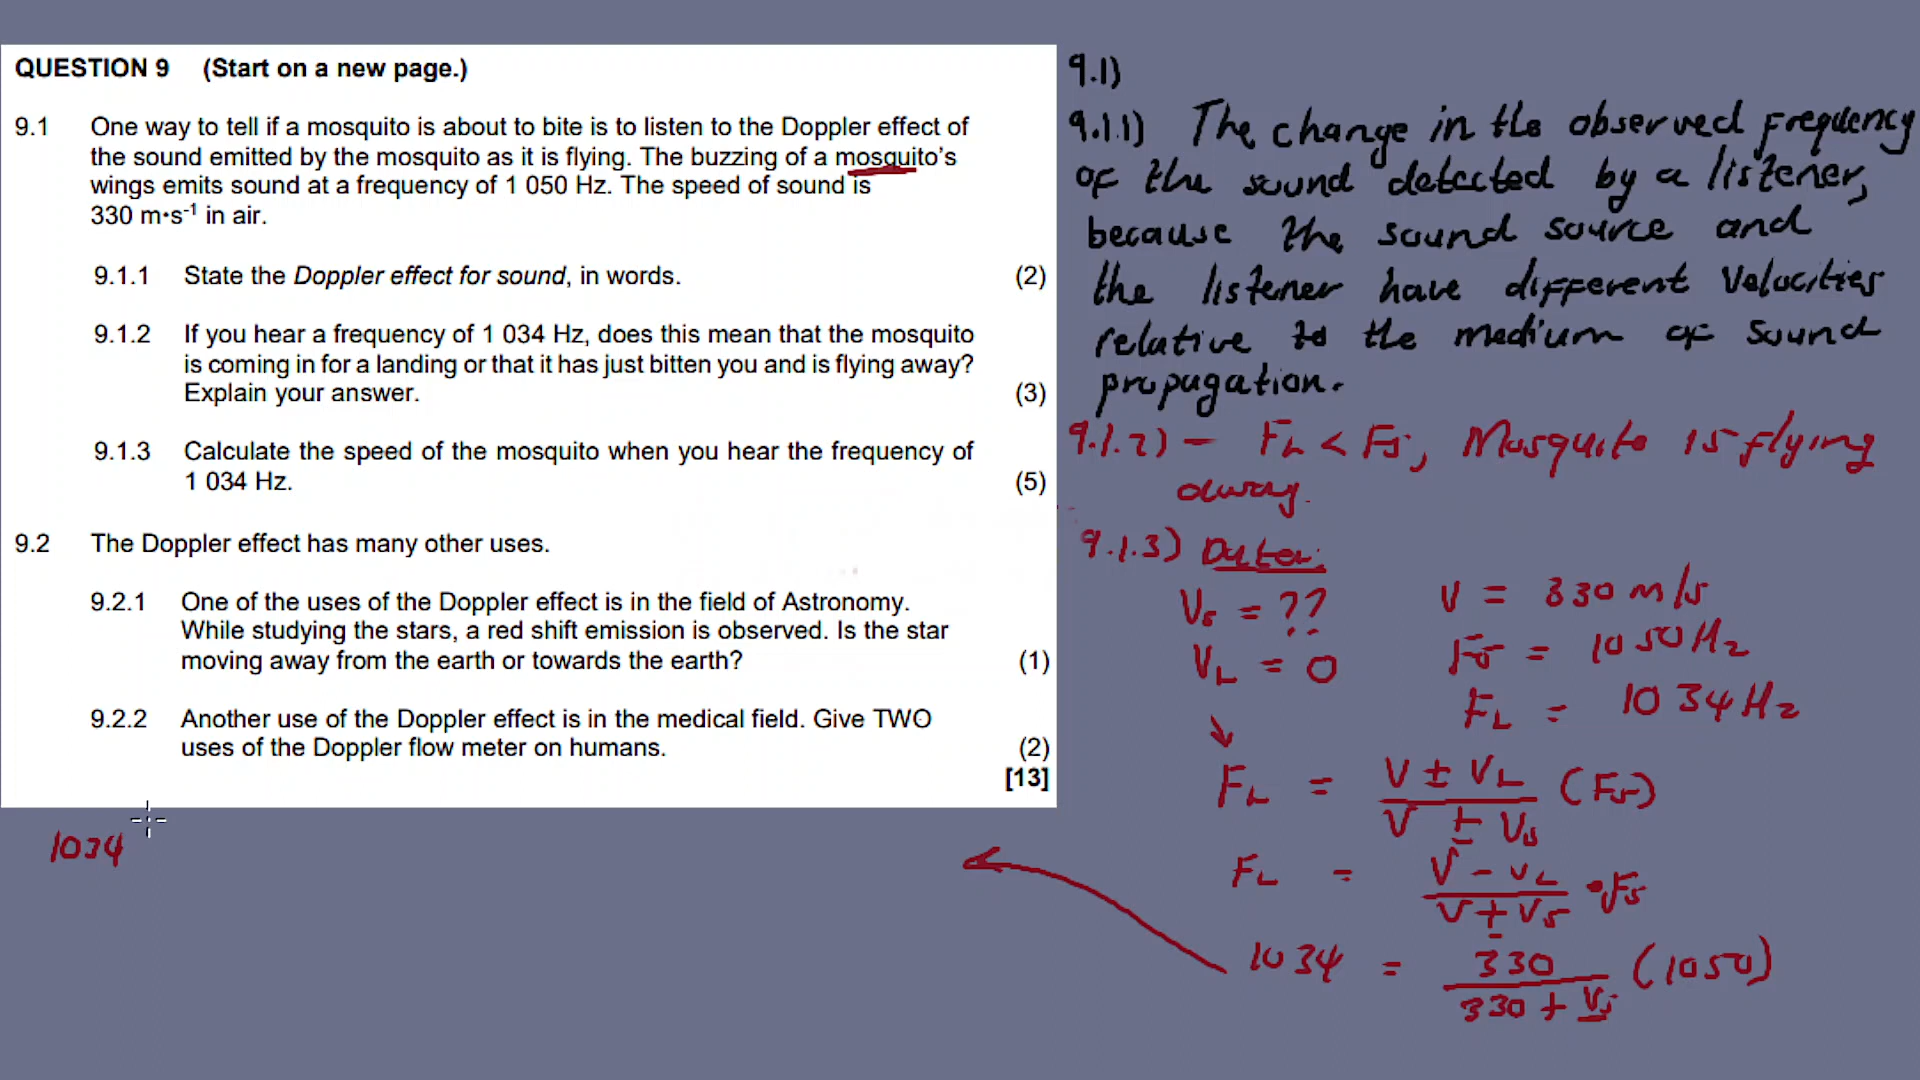 QUESTION 9 (Start on a new page.)
9.1 One way to tell if a mosquito is about to bite is to listen to the Doppler effect of
the sound emitted by the mosquito as it is flying. The buzzing of a mosquito's
wings emits sound at a frequency of 1 050 Hz. The speed of sound is
330 m•s⁻¹ in air.
9.1.1 State the Doppler effect for sound, in words. (2)
9.1.2 If you hear a frequency of 1 034 Hz, does this mean that the mosquito
is coming in for a landing or that it has just bitten you and is flying away?
Explain your answer. (3)
9.1.3 Calculate the speed of the mosquito when you hear the frequency of
1 034 Hz. (5)
9.2 The Doppler effect has many other uses.
9.2.1 One of the uses of the Doppler effect is in the field of Astronomy.
While studying the stars, a red shift emission is observed. Is the star
moving away from the earth or towards the earth? (1)
9.2.2 Another use of the Doppler effect is in the medical field. Give TWO
uses of the Doppler flow meter on humans. (2)
[13]
1034
9.1)
9.1.1) The change in the observed frequency
of the sound detected by a listener,
because the sound source and
the listener have different velocities
relative to the medium of sound
propagation.
9.1.2) - FL < Fs, Mosquito is flying
away.
9.1.3) Data:
Vs = ?? V = 330 m/s
VL = 0 Fs = 1050Hz
FL = 1034Hz
FL = V ± VL / V ± Vs (Fs)
FL = V - VL / V + Vs • Fs
1034 = 330 / 330 + Vs (1050)